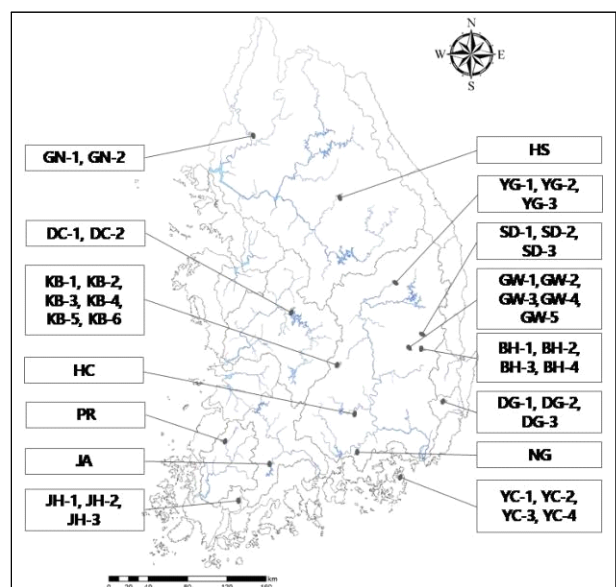 N
W E
S
GN-1, GN-2
HS
YG-1, YG-2,
YG-3
DC-1, DC-2
SD-1, SD-2,
SD-3
KB-1, KB-2,
KB-3, KB-4,
KB-5, KB-6
GW-1, GW-2,
GW-3, GW-4,
GW-5
BH-1, BH-2,
BH-3, BH-4
HC
DG-1, DG-2,
DG-3
PR
NG
JA
JH-1, JH-2,
JH-3
YC-1, YC-2,
YC-3, YC-4
km